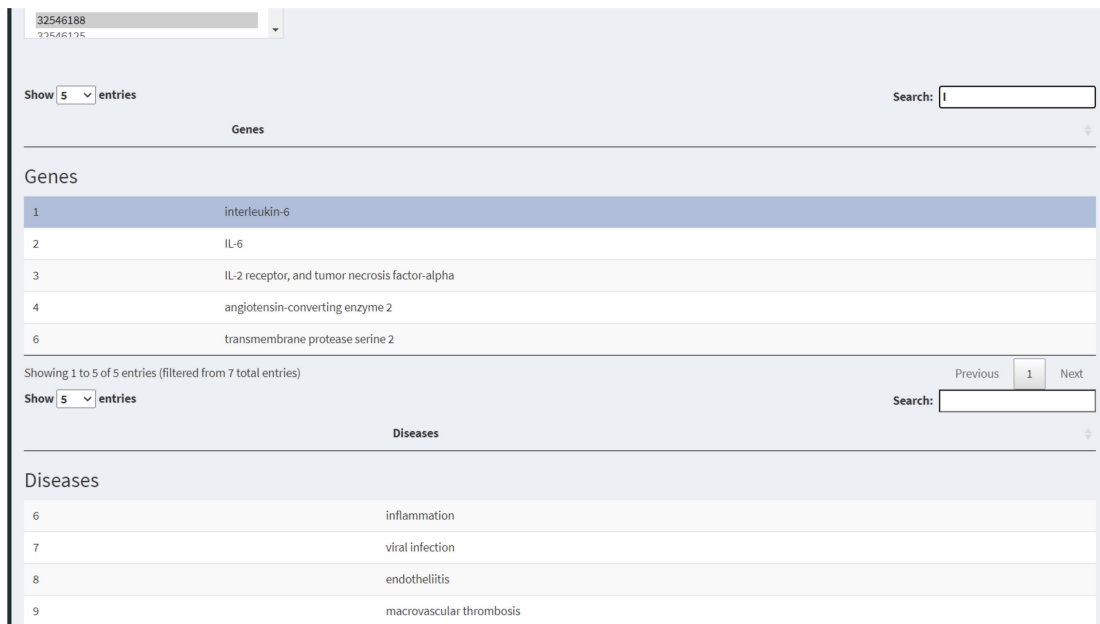 32546188
32546125
Show 5 entries Search: I
Genes
Genes
1 interleukin-6
2 IL-6
3 IL-2 receptor, and tumor necrosis factor-alpha
4 angiotensin-converting enzyme 2
6 transmembrane protease serine 2
Showing 1 to 5 of 5 entries (filtered from 7 total entries) Previous 1 Next
Show 5 entries Search:
Diseases
Diseases
6 inflammation
7 viral infection
8 endotheliitis
9 macrovascular thrombosis